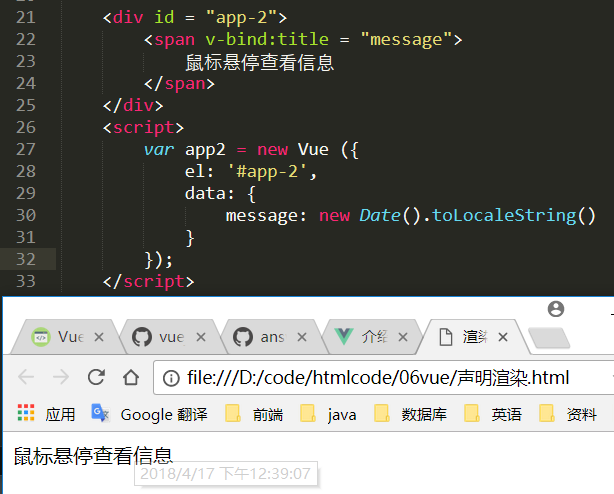 21 <div id = "app-2">
22 <span v-bind:title = "message">
23 鼠标悬停查看信息
24 </span>
25 </div>
26 <script>
27 var app2 = new Vue ({
28 el: '#app-2',
29 data: {
30 message: new Date().toLocaleString()
31 }
32 });
33 </script>
Vue vue ans 介绍 渲染
file:///D:/code/htmlcode/06vue/声明渲染.html
应用 Google 翻译 前端 java 数据库 英语 资料
鼠标悬停查看信息
2018/4/17 下午12:39:07